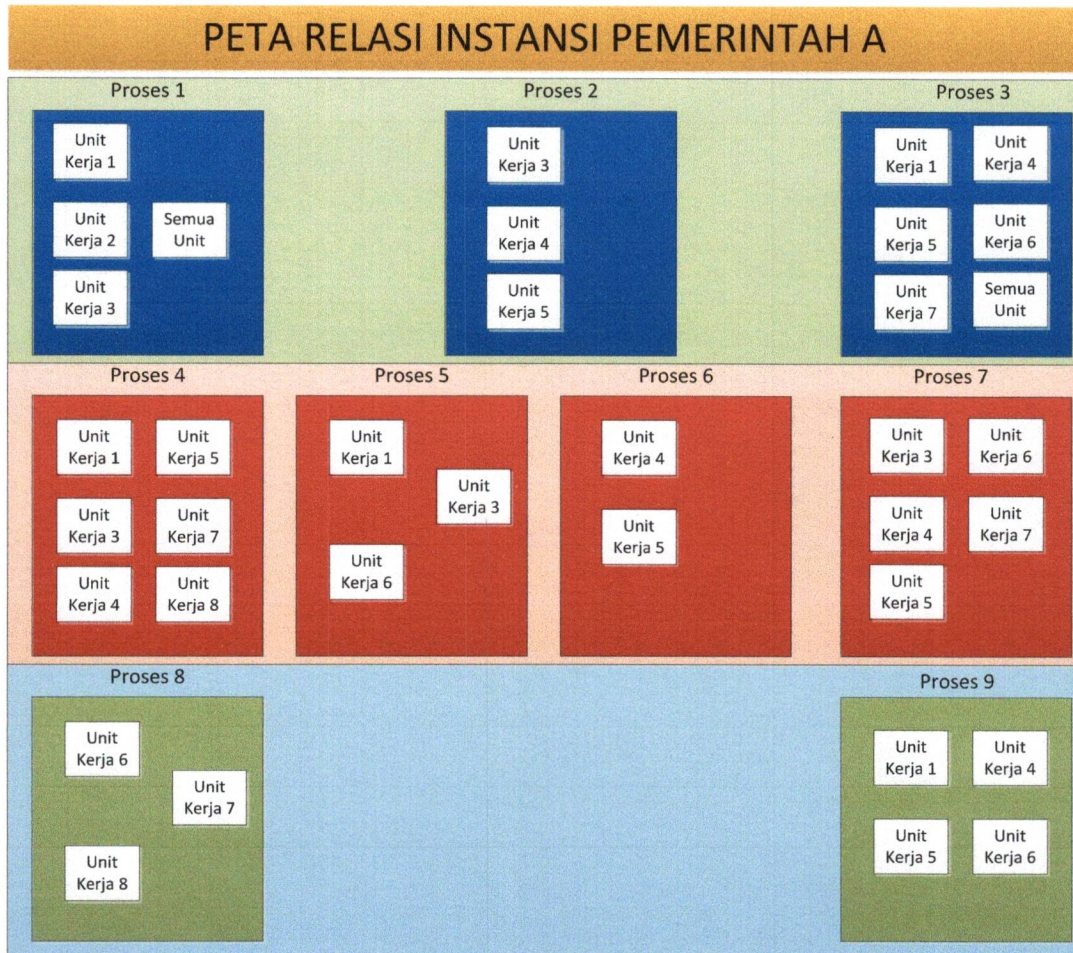 PETA RELASI INSTANSI PEMERINTAH A
Proses 1
Unit
Kerja 1
Unit
Kerja 2
Semua
Unit
Unit
Kerja 3
Proses 2
Unit
Kerja 3
Unit
Kerja 4
Unit
Kerja 5
Proses 3
Unit
Kerja 1
Unit
Kerja 4
Unit
Kerja 5
Unit
Kerja 6
Unit
Kerja 7
Semua
Unit
Proses 4
Unit
Kerja 1
Unit
Kerja 5
Unit
Kerja 3
Unit
Kerja 7
Unit
Kerja 4
Unit
Kerja 8
Proses 5
Unit
Kerja 1
Unit
Kerja 3
Unit
Kerja 6
Proses 6
Unit
Kerja 4
Unit
Kerja 5
Proses 7
Unit
Kerja 3
Unit
Kerja 6
Unit
Kerja 4
Unit
Kerja 7
Unit
Kerja 5
Proses 8
Unit
Kerja 6
Unit
Kerja 7
Unit
Kerja 8
Proses 9
Unit
Kerja 1
Unit
Kerja 4
Unit
Kerja 5
Unit
Kerja 6